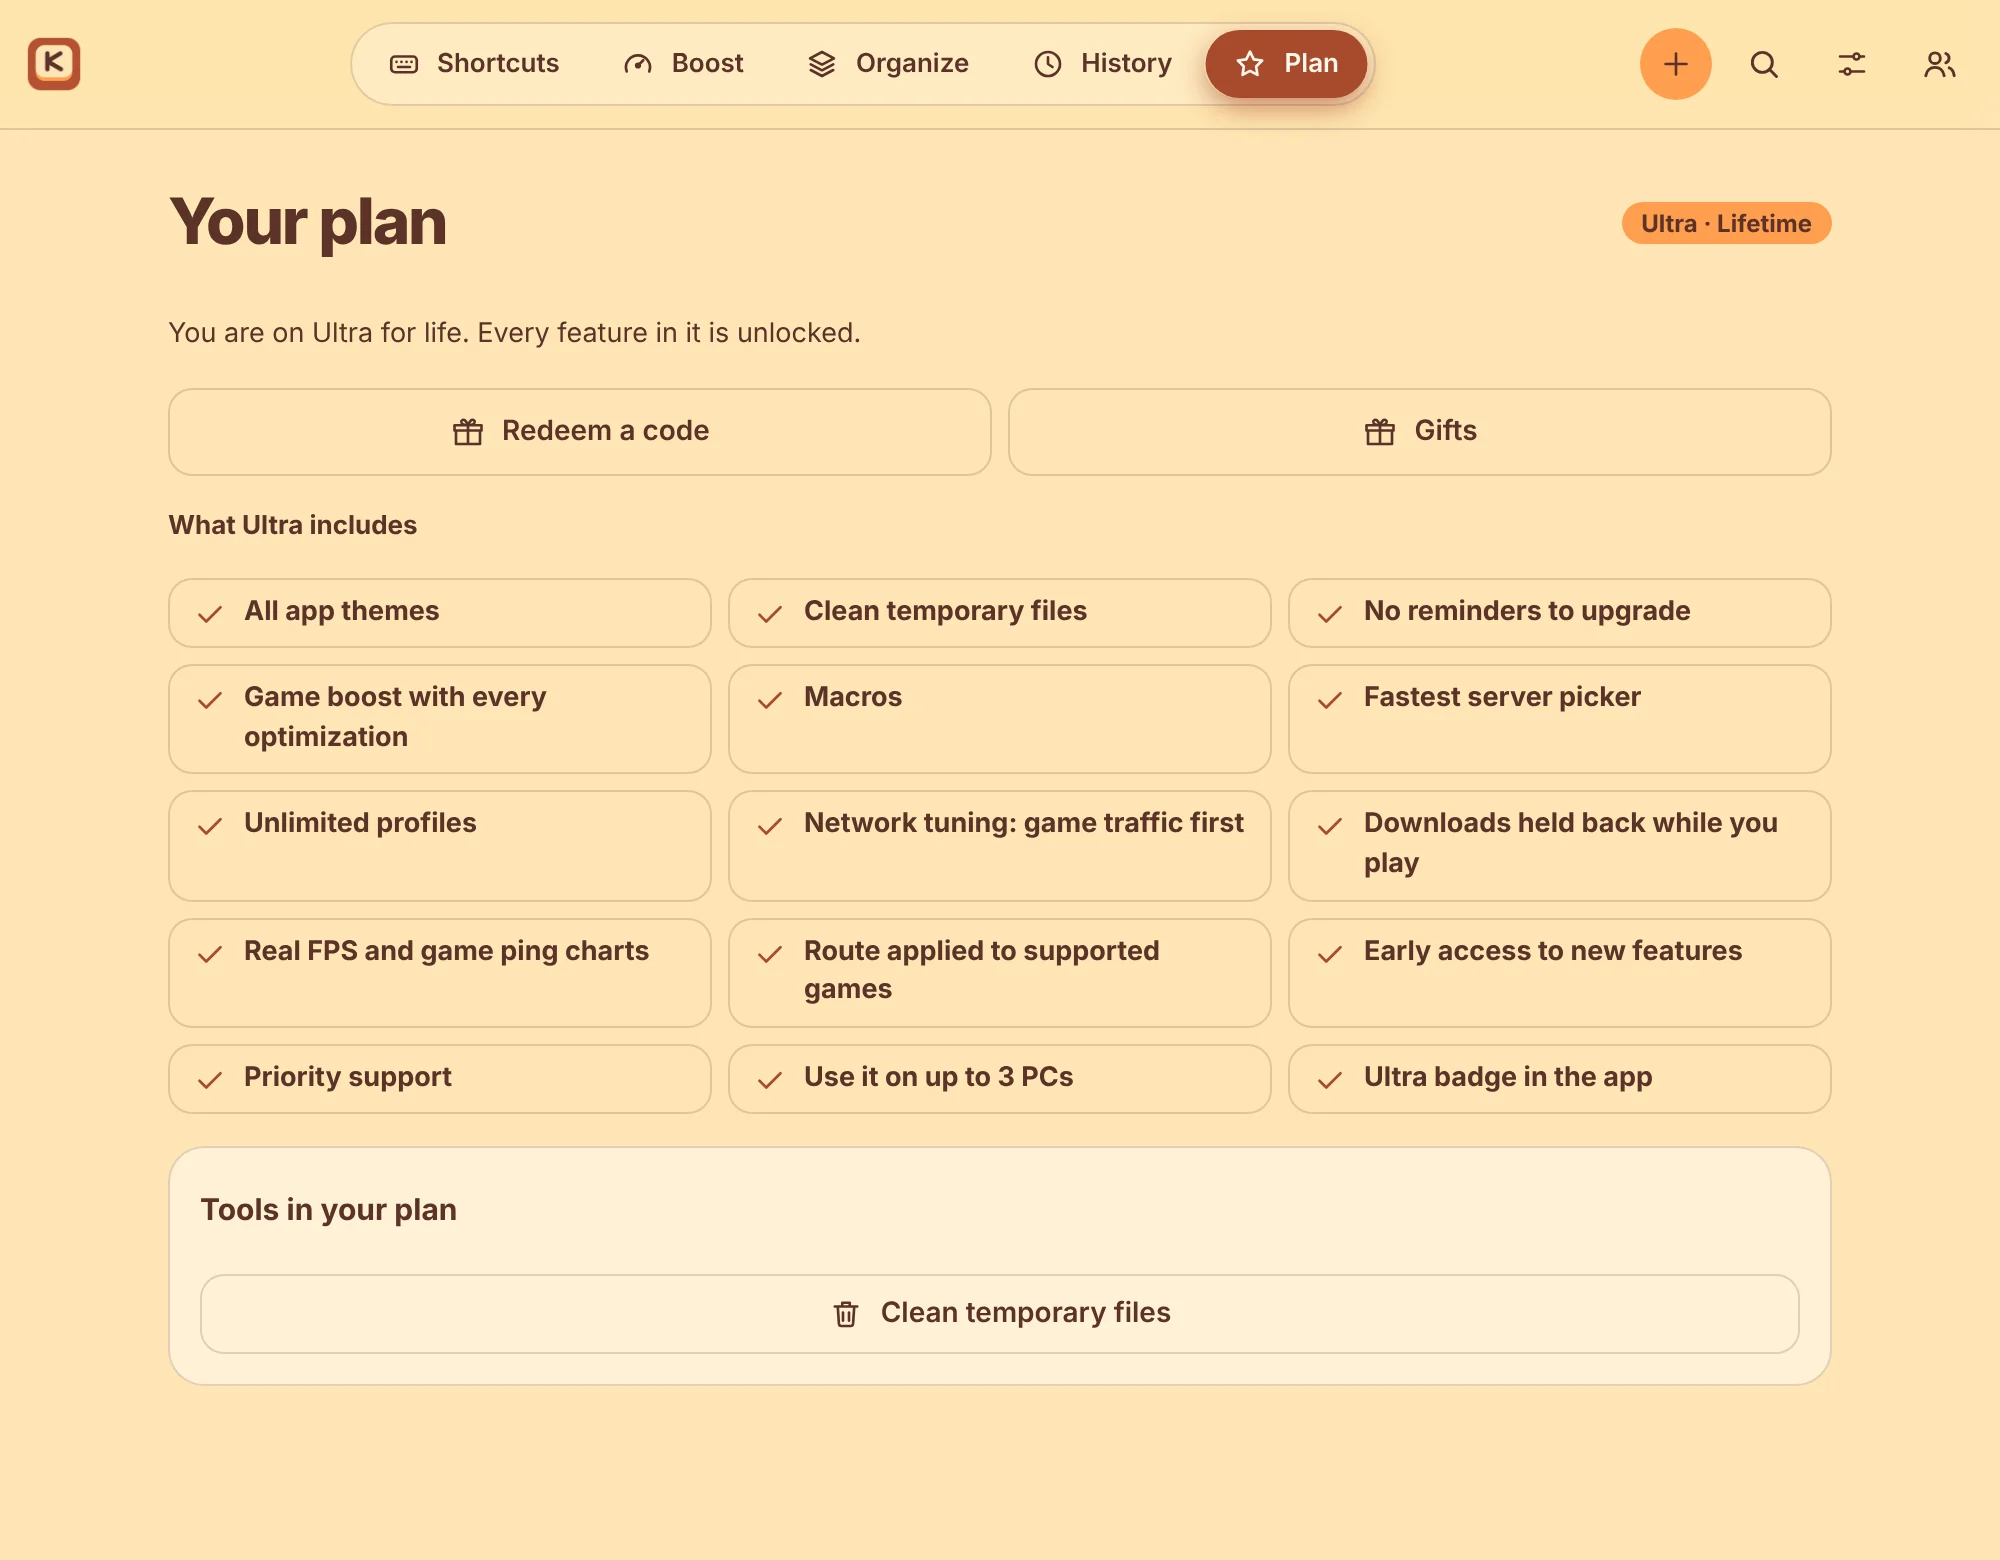 K
Shortcuts
Boost
Organize
History
Plan
Your plan
Ultra · Lifetime
You are on Ultra for life. Every feature in it is unlocked.
Redeem a code
Gifts
What Ultra includes
All app themes
Clean temporary files
No reminders to upgrade
Game boost with every
optimization
Macros
Fastest server picker
Unlimited profiles
Network tuning: game traffic first
Downloads held back while you
play
Real FPS and game ping charts
Route applied to supported
games
Early access to new features
Priority support
Use it on up to 3 PCs
Ultra badge in the app
Tools in your plan
Clean temporary files